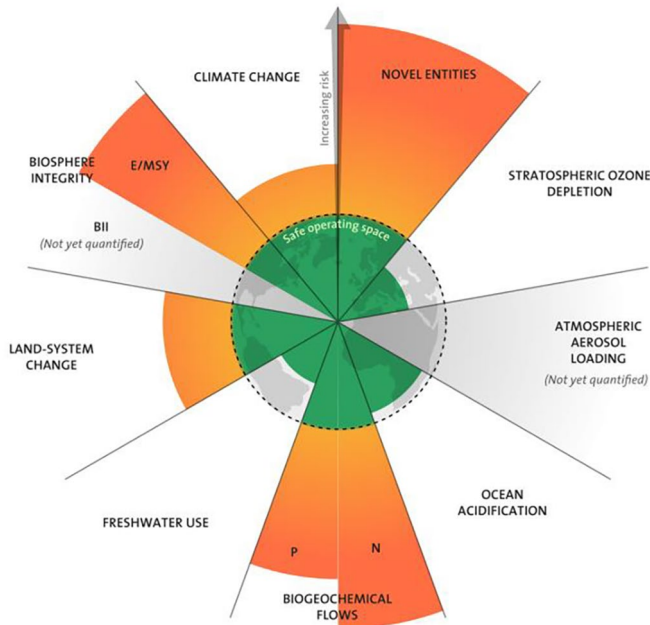 CLIMATE CHANGE
Increasing risk
NOVEL ENTITIES
BIOSPHERE
INTEGRITY
E/MSY
STRATOSPHERIC OZONE
DEPLETION
BII
(Not yet quantified)
Safe operating space
LAND-SYSTEM
CHANGE
ATMOSPHERIC
AEROSOL
LOADING
(Not yet quantified)
FRESHWATER USE
OCEAN
ACIDIFICATION
P
N
BIOGEOCHEMICAL
FLOWS